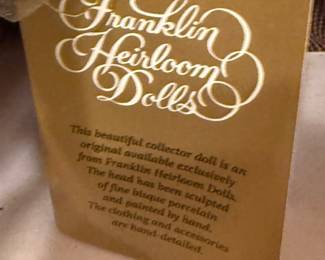 Franklin
Heirloom
Dolls
This beautiful collector doll is an
original available exclusively
from Franklin Heirloom Dolls.
The head has been sculpted
of fine bisque porcelain
and painted by hand.
The clothing and accessories
are hand-detailed.